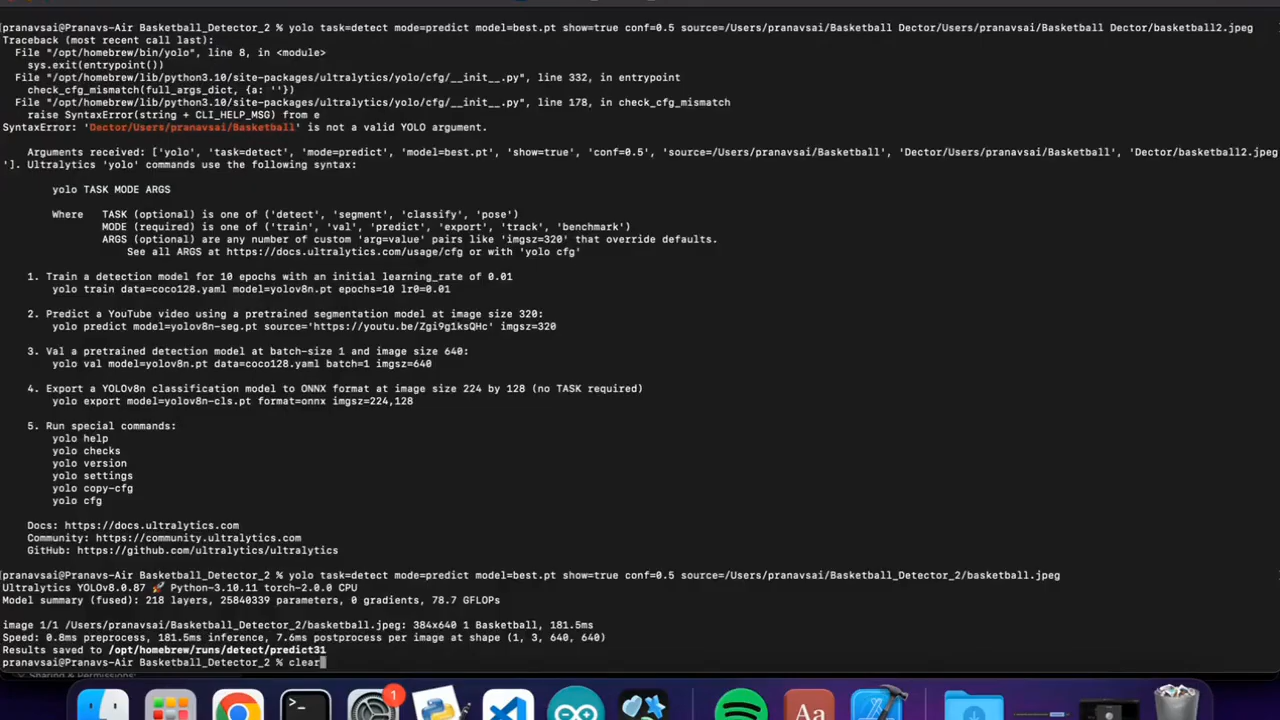 pranavsai@Pranavs-Air Basketball_Detector_2 % yolo task=detect mode=predict model=best.pt show=true conf=0.5 source=/Users/pranavsai/Basketball Dector/Users/pranavsai/Basketball Dector/basketball2.jpeg
Traceback (most recent call last):
File "/opt/homebrew/bin/yolo", line 8, in <module>
sys.exit(entrypoint())
File "/opt/homebrew/lib/python3.10/site-packages/ultralytics/yolo/cfg/__init__.py", line 332, in entrypoint
check_cfg_mismatch(full_args_dict, {a: ''})
File "/opt/homebrew/lib/python3.10/site-packages/ultralytics/yolo/cfg/__init__.py", line 178, in check_cfg_mismatch
raise SyntaxError(string + CLI_HELP_MSG) from e
SyntaxError: 'Dector/Users/pranavsai/Basketball' is not a valid YOLO argument.
Arguments received: ['yolo', 'task=detect', 'mode=predict', 'model=best.pt', 'show=true', 'conf=0.5', 'source=/Users/pranavsai/Basketball', 'Dector/Users/pranavsai/Basketball', 'Dector/basketball2.jpeg
']. Ultralytics 'yolo' commands use the following syntax:
yolo TASK MODE ARGS
Where TASK (optional) is one of ('detect', 'segment', 'classify', 'pose')
MODE (required) is one of ('train', 'val', 'predict', 'export', 'track', 'benchmark')
ARGS (optional) are any number of custom 'arg=value' pairs like 'imgsz=320' that override defaults.
See all ARGS at https://docs.ultralytics.com/usage/cfg or with 'yolo cfg'
1. Train a detection model for 10 epochs with an initial learning_rate of 0.01
yolo train data=coco128.yaml model=yolov8n.pt epochs=10 lr0=0.01
2. Predict a YouTube video using a pretrained segmentation model at image size 320:
yolo predict model=yolov8n-seg.pt source='https://youtu.be/Zgi9g1ksQHc' imgsz=320
3. Val a pretrained detection model at batch-size 1 and image size 640:
yolo val model=yolov8n.pt data=coco128.yaml batch=1 imgsz=640
4. Export a YOLOv8n classification model to ONNX format at image size 224 by 128 (no TASK required)
yolo export model=yolov8n-cls.pt format=onnx imgsz=224,128
5. Run special commands:
yolo help
yolo checks
yolo version
yolo settings
yolo copy-cfg
yolo cfg
Docs: https://docs.ultralytics.com
Community: https://community.ultralytics.com
GitHub: https://github.com/ultralytics/ultralytics
pranavsai@Pranavs-Air Basketball_Detector_2 % yolo task=detect mode=predict model=best.pt show=true conf=0.5 source=/Users/pranavsai/Basketball_Detector_2/basketball.jpeg
Ultralytics YOLOv8.0.87 🚀 Python-3.10.11 torch-2.0.0 CPU
Model summary (fused): 218 layers, 25840339 parameters, 0 gradients, 78.7 GFLOPs
image 1/1 /Users/pranavsai/Basketball_Detector_2/basketball.jpeg: 384x640 1 Basketball, 181.5ms
Speed: 0.8ms preprocess, 181.5ms inference, 7.6ms postprocess per image at shape (1, 3, 640, 640)
Results saved to /opt/homebrew/runs/detect/predict31
pranavsai@Pranavs-Air Basketball_Detector_2 % clear
Sharing & Permissions:
1
Aa